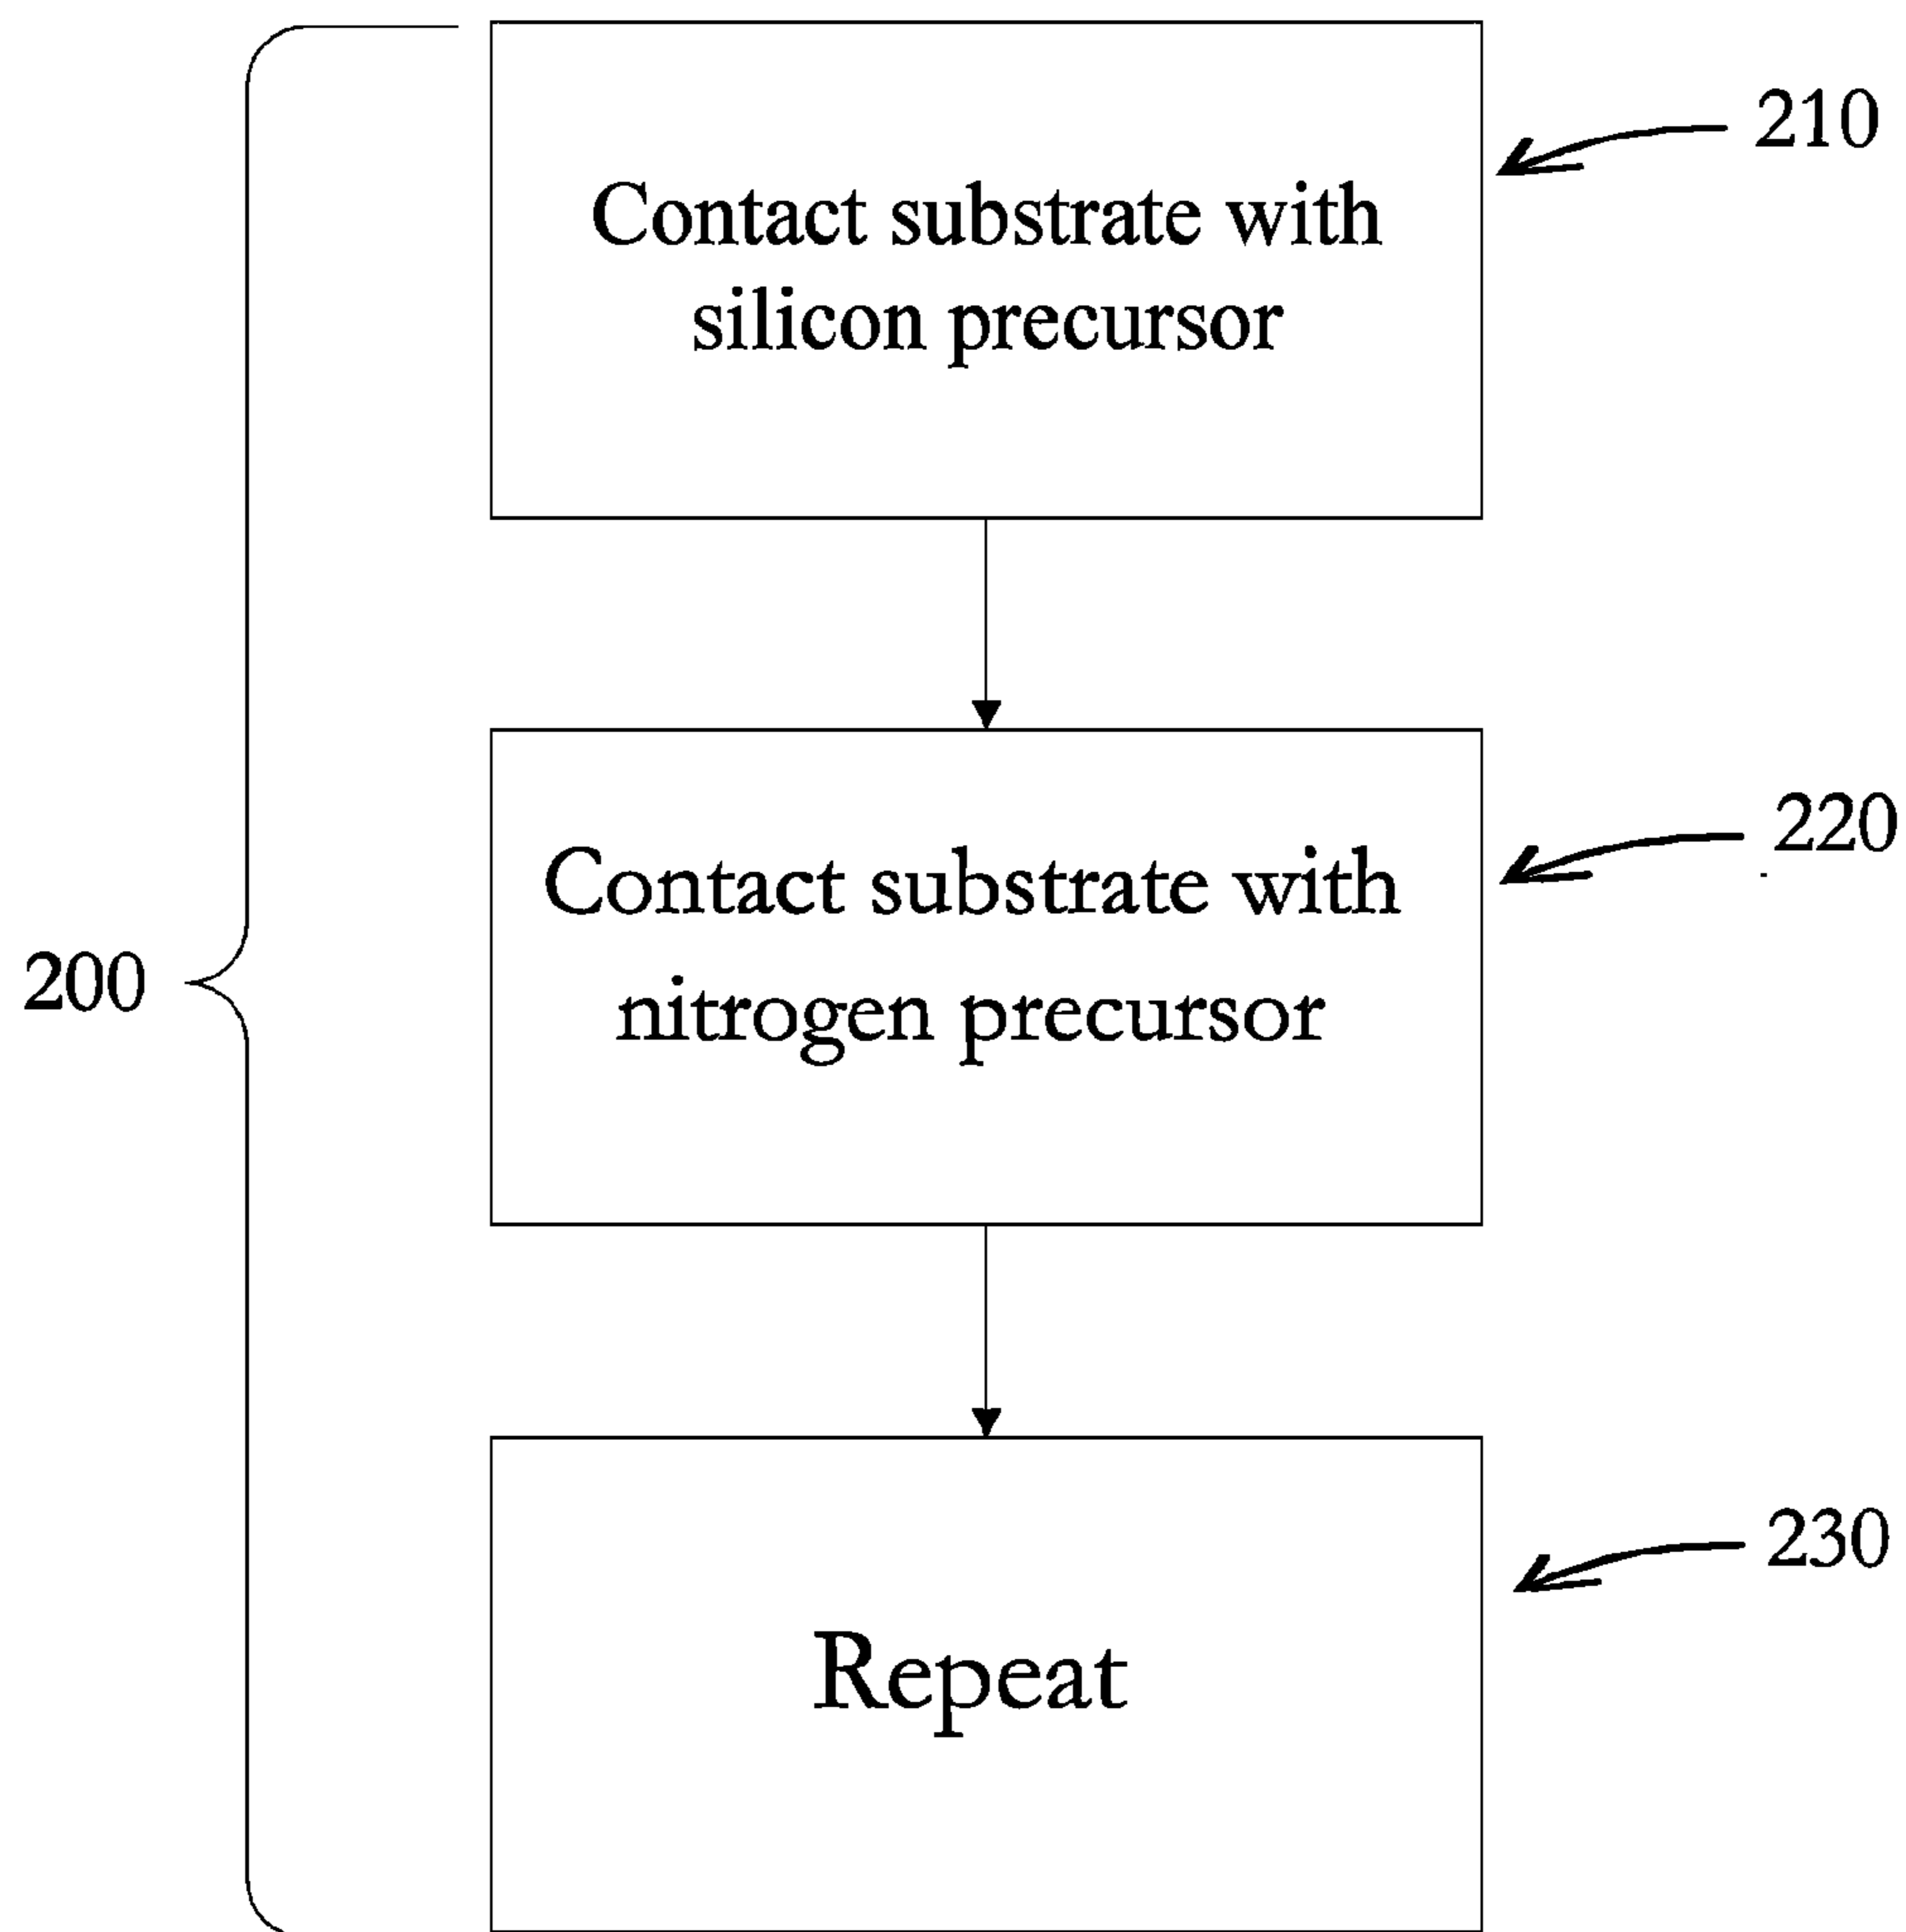 210
Contact substrate with
silicon precursor
220
Contact substrate with
nitrogen precursor
200
230
Repeat